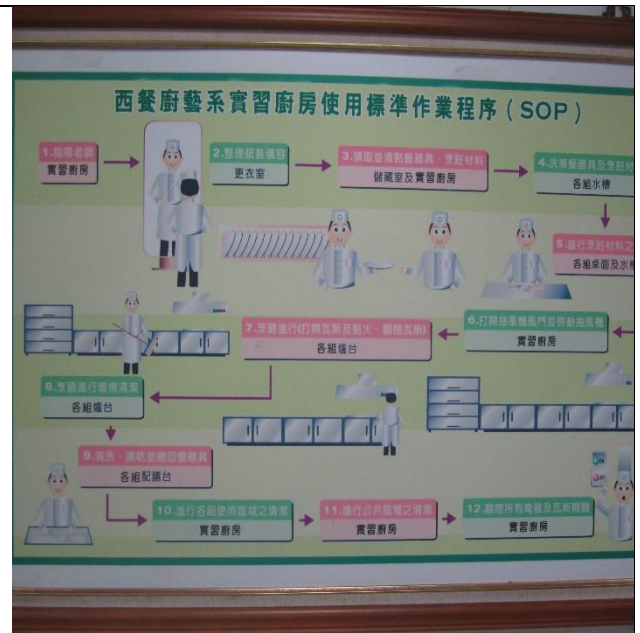 西餐廚藝系實習廚房使用標準作業程序（SOP）
1.指導老師
實習廚房
2.整理服裝儀容
更衣室
3.領取並清點餐器具、烹飪材料
儲藏室及實習廚房
4.洗滌餐器具及烹飪材
各組水槽
5.進行烹飪材料之
各組桌面及水槽
6.打開抽風機風門並啟動抽風機
實習廚房
7.烹調進行(打開瓦斯及點火、關閉瓦斯)
各組爐台
8.烹調進行環境清潔
各組爐台
9.清洗、擦乾並繳回餐器具
各組配膳台
10.進行各組使用區域之清潔
實習廚房
11.進行公共區域之清潔
實習廚房
12.關閉所有電器及瓦斯開關
實習廚房